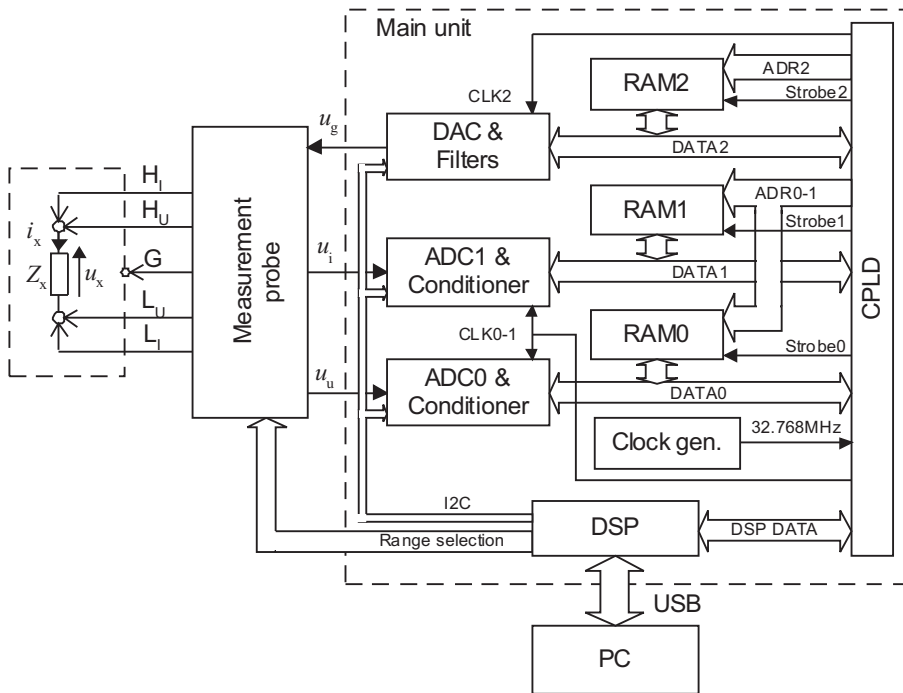 Main unit
RAM2
ADR2
Strobe2
CLK2
u_g
DAC &
Filters
DATA2
H_I
H_U
G
L_U
L_I
i_x
Z_x
u_x
Measurement
probe
u_i
u_u
RAM1
ADR0-1
Strobe1
ADC1 &
Conditioner
DATA1
CLK0-1
RAM0
Strobe0
ADC0 &
Conditioner
DATA0
CPLD
Clock gen.
32.768MHz
I2C
Range selection
DSP
DSP DATA
USB
PC